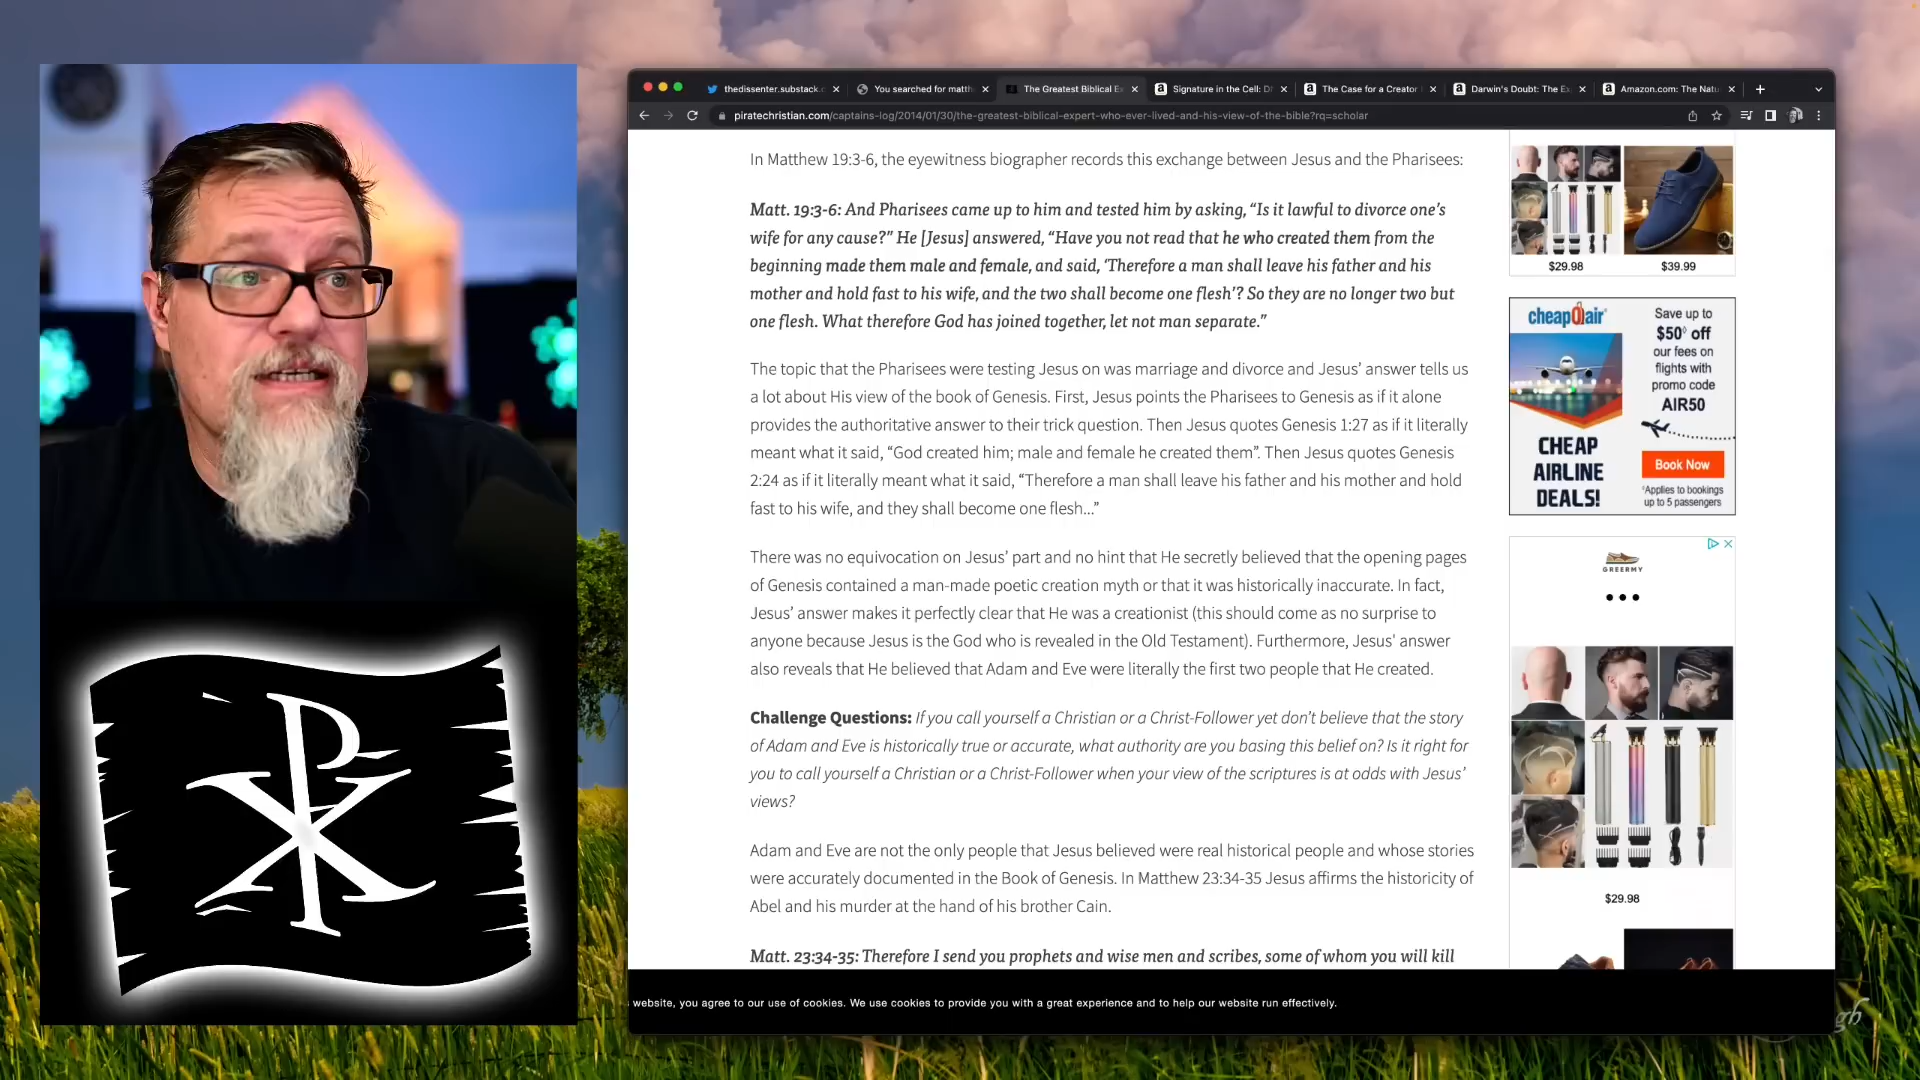 thedissenter.substack.c
You searched for matth
The Greatest Biblical Ex
Signature in the Cell: D
The Case for a Creator
Darwin's Doubt: The Ex
Amazon.com: The Natu
piratechristian.com/captains-log/2014/01/30/the-greatest-biblical-expert-who-ever-lived-and-his-view-of-the-bible?rq=scholar
In Matthew 19:3-6, the eyewitness biographer records this exchange between Jesus and the Pharisees:
Matt. 19:3-6: And Pharisees came up to him and tested him by asking, “Is it lawful to divorce one’s
wife for any cause?” He [Jesus] answered, “Have you not read that he who created them from the
beginning made them male and female, and said, ‘Therefore a man shall leave his father and his
mother and hold fast to his wife, and the two shall become one flesh’? So they are no longer two but
one flesh. What therefore God has joined together, let not man separate.”
The topic that the Pharisees were testing Jesus on was marriage and divorce and Jesus’ answer tells us
a lot about His view of the book of Genesis. First, Jesus points the Pharisees to Genesis as if it alone
provides the authoritative answer to their trick question. Then Jesus quotes Genesis 1:27 as if it literally
meant what it said, “God created him; male and female he created them”. Then Jesus quotes Genesis
2:24 as if it literally meant what it said, “Therefore a man shall leave his father and his mother and hold
fast to his wife, and they shall become one flesh...”
There was no equivocation on Jesus’ part and no hint that He secretly believed that the opening pages
of Genesis contained a man-made poetic creation myth or that it was historically inaccurate. In fact,
Jesus’ answer makes it perfectly clear that He was a creationist (this should come as no surprise to
anyone because Jesus is the God who is revealed in the Old Testament). Furthermore, Jesus' answer
also reveals that He believed that Adam and Eve were literally the first two people that He created.
Challenge Questions: If you call yourself a Christian or a Christ-Follower yet don’t believe that the story
of Adam and Eve is historically true or accurate, what authority are you basing this belief on? Is it right for
you to call yourself a Christian or a Christ-Follower when your view of the scriptures is at odds with Jesus’
views?
Adam and Eve are not the only people that Jesus believed were real historical people and whose stories
were accurately documented in the Book of Genesis. In Matthew 23:34-35 Jesus affirms the historicity of
Abel and his murder at the hand of his brother Cain.
Matt. 23:34-35: Therefore I send you prophets and wise men and scribes, some of whom you will kill
$29.98
$39.99
cheapOair
Save up to
$50◊ off
our fees on
flights with
promo code
AIR50
CHEAP
AIRLINE
DEALS!
Book Now
◊Applies to bookings
up to 5 passengers
GREERMY
$29.98
website, you agree to our use of cookies. We use cookies to provide you with a great experience and to help our website run effectively.